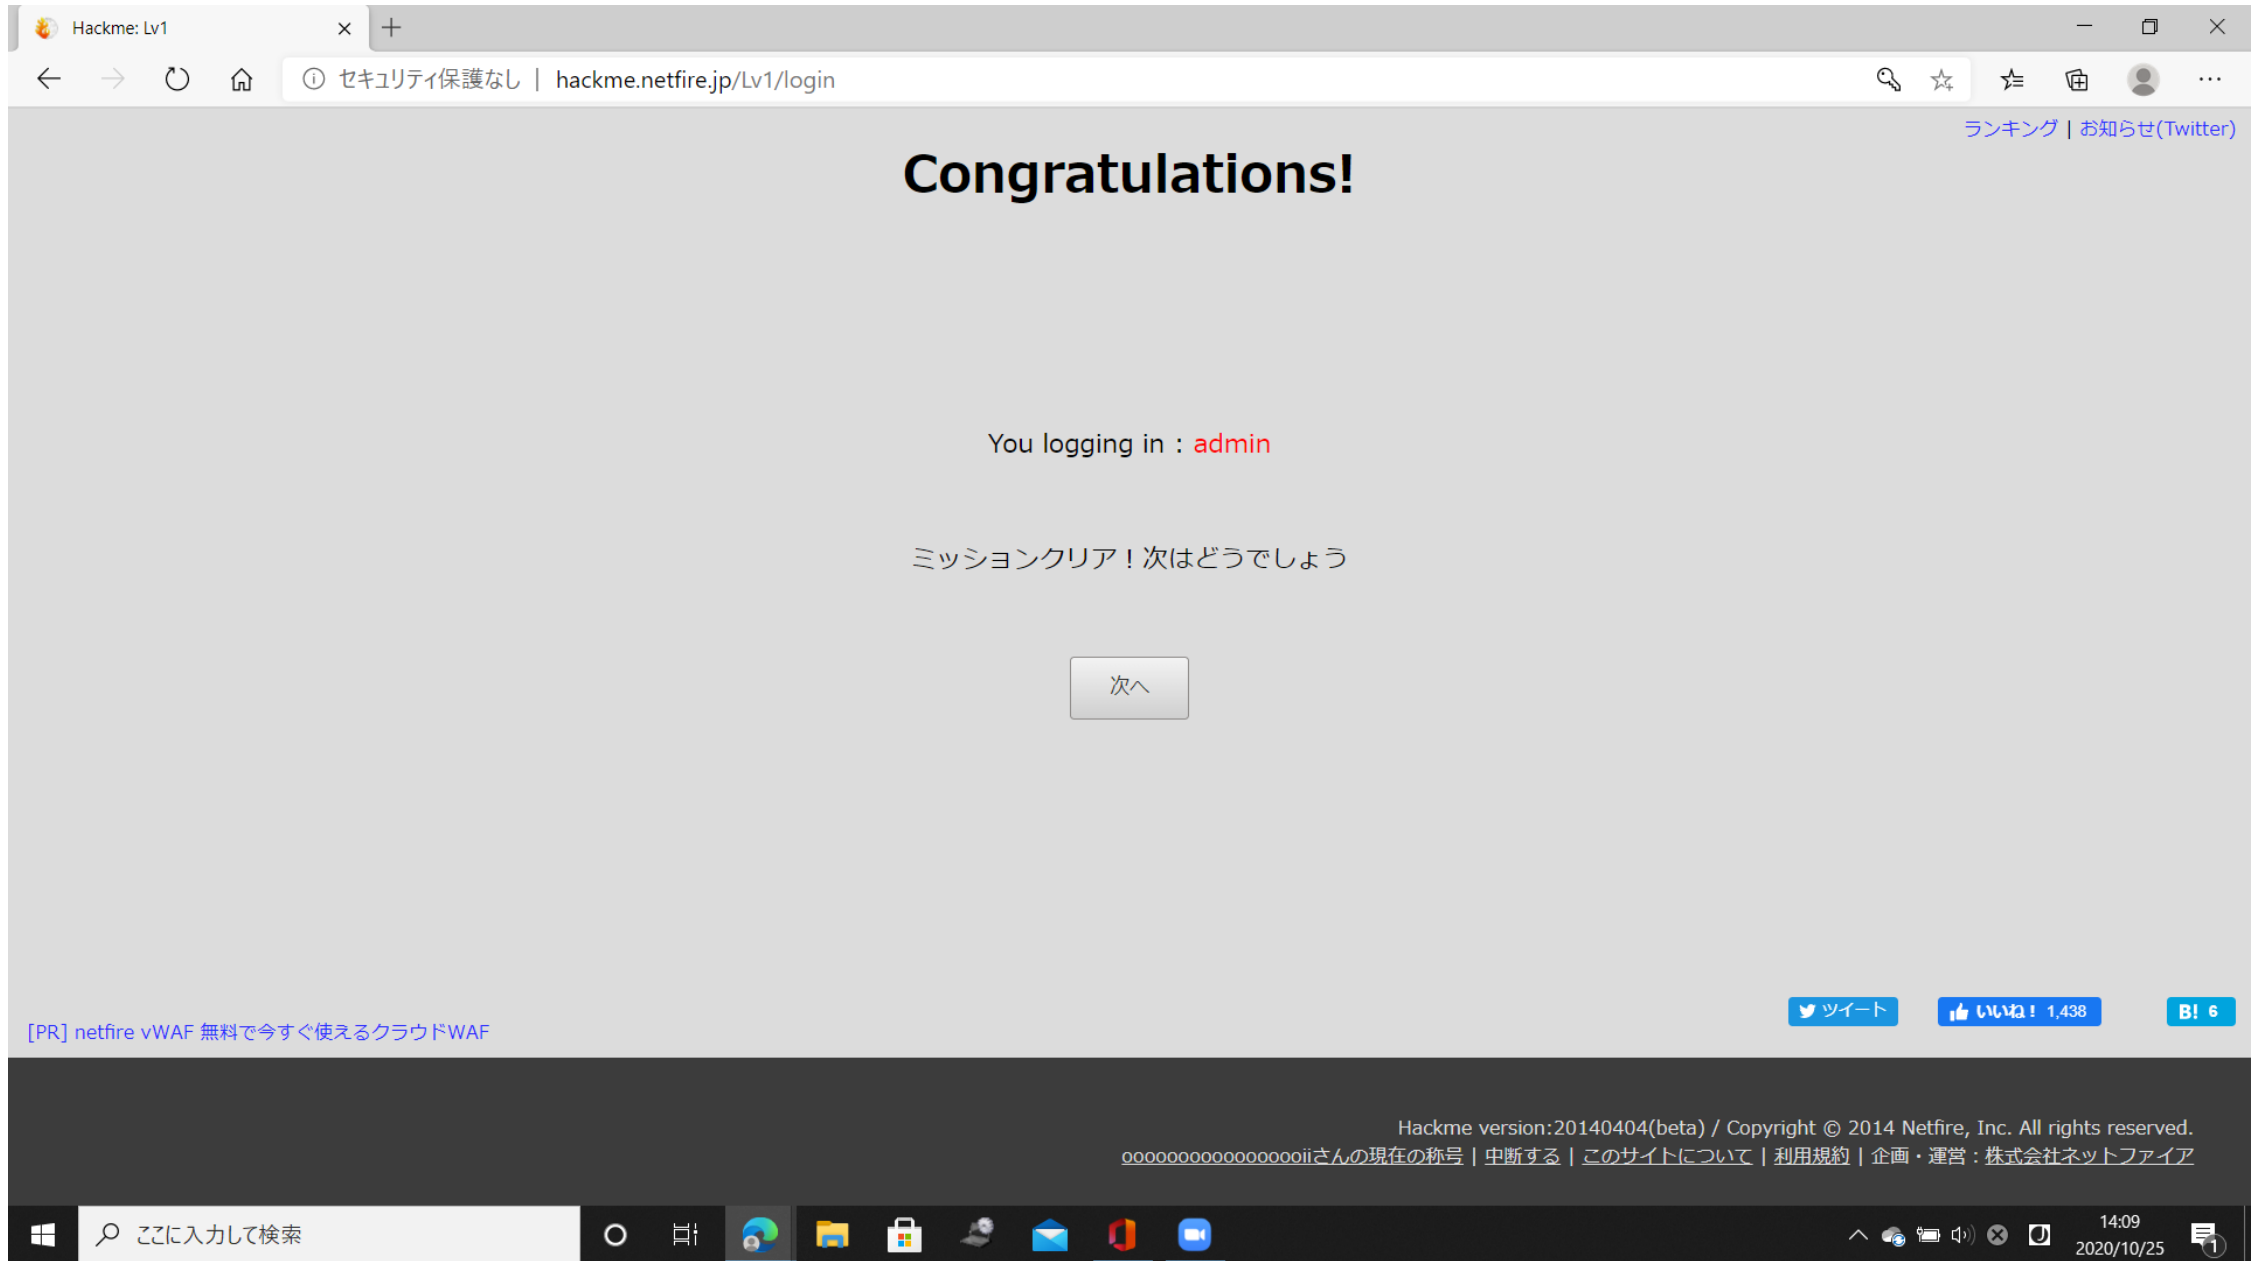 Hackme: Lv1
セキュリティ保護なし | hackme.netfire.jp/Lv1/login
ランキング | お知らせ(Twitter)
Congratulations!
You logging in : admin
ミッションクリア！次はどうでしょう
次へ
ツイート いいね！ 1,438 B! 6
[PR] netfire vWAF 無料で今すぐ使えるクラウドWAF
Hackme version:20140404(beta) / Copyright © 2014 Netfire, Inc. All rights reserved.
ooooooooooooooooiiさんの現在の称号 | 中断する | このサイトについて | 利用規約 | 企画・運営：株式会社ネットファイア
ここに入力して検索
14:09
2020/10/25
1